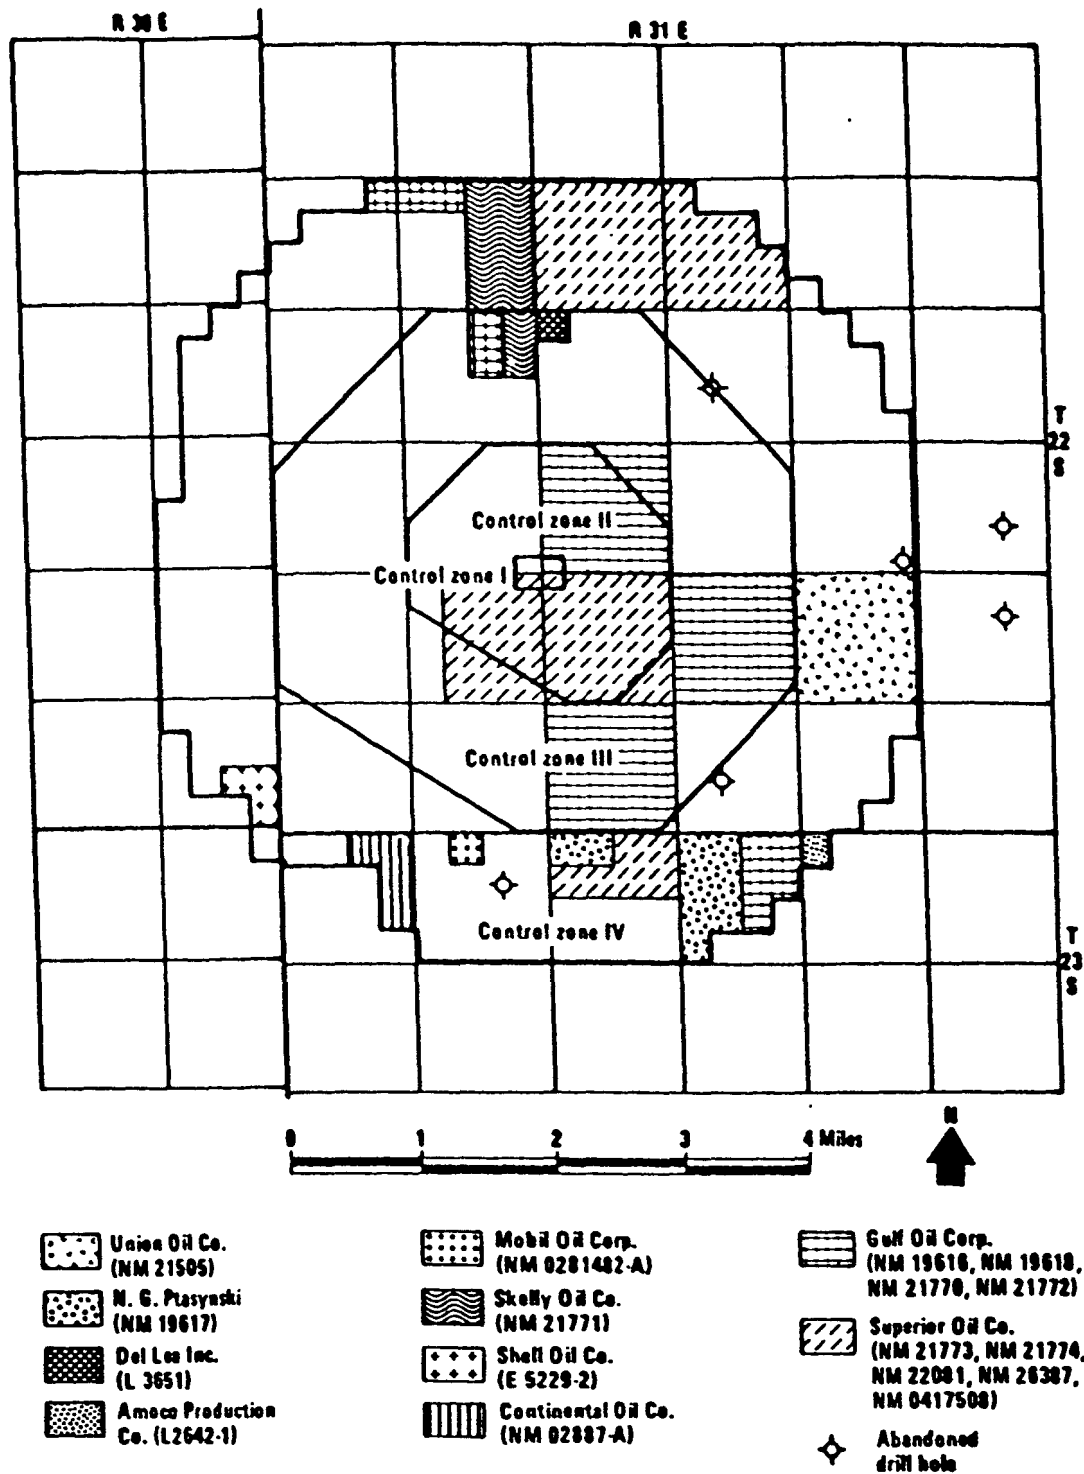 R 30 E
R 31 E
T
22
S
Control zone II
Control zone I
Control zone III
Control zone IV
T
23
S
N
0 1 2 3 4 Miles
Union Oil Co.
(NM 21505)
N. G. Ptasynski
(NM 19617)
Del Lea Inc.
(L 3651)
Amoco Production
Co. (L2642-1)
Mobil Oil Corp.
(NM 0281482-A)
Skelly Oil Co.
(NM 21771)
Shell Oil Co.
(E 5229-2)
Continental Oil Co.
(NM 02887-A)
Gulf Oil Corp.
(NM 19616, NM 19618,
NM 21770, NM 21772)
Superior Oil Co.
(NM 21773, NM 21774,
NM 22081, NM 26387,
NM 0417508)
Abandoned
drill hole